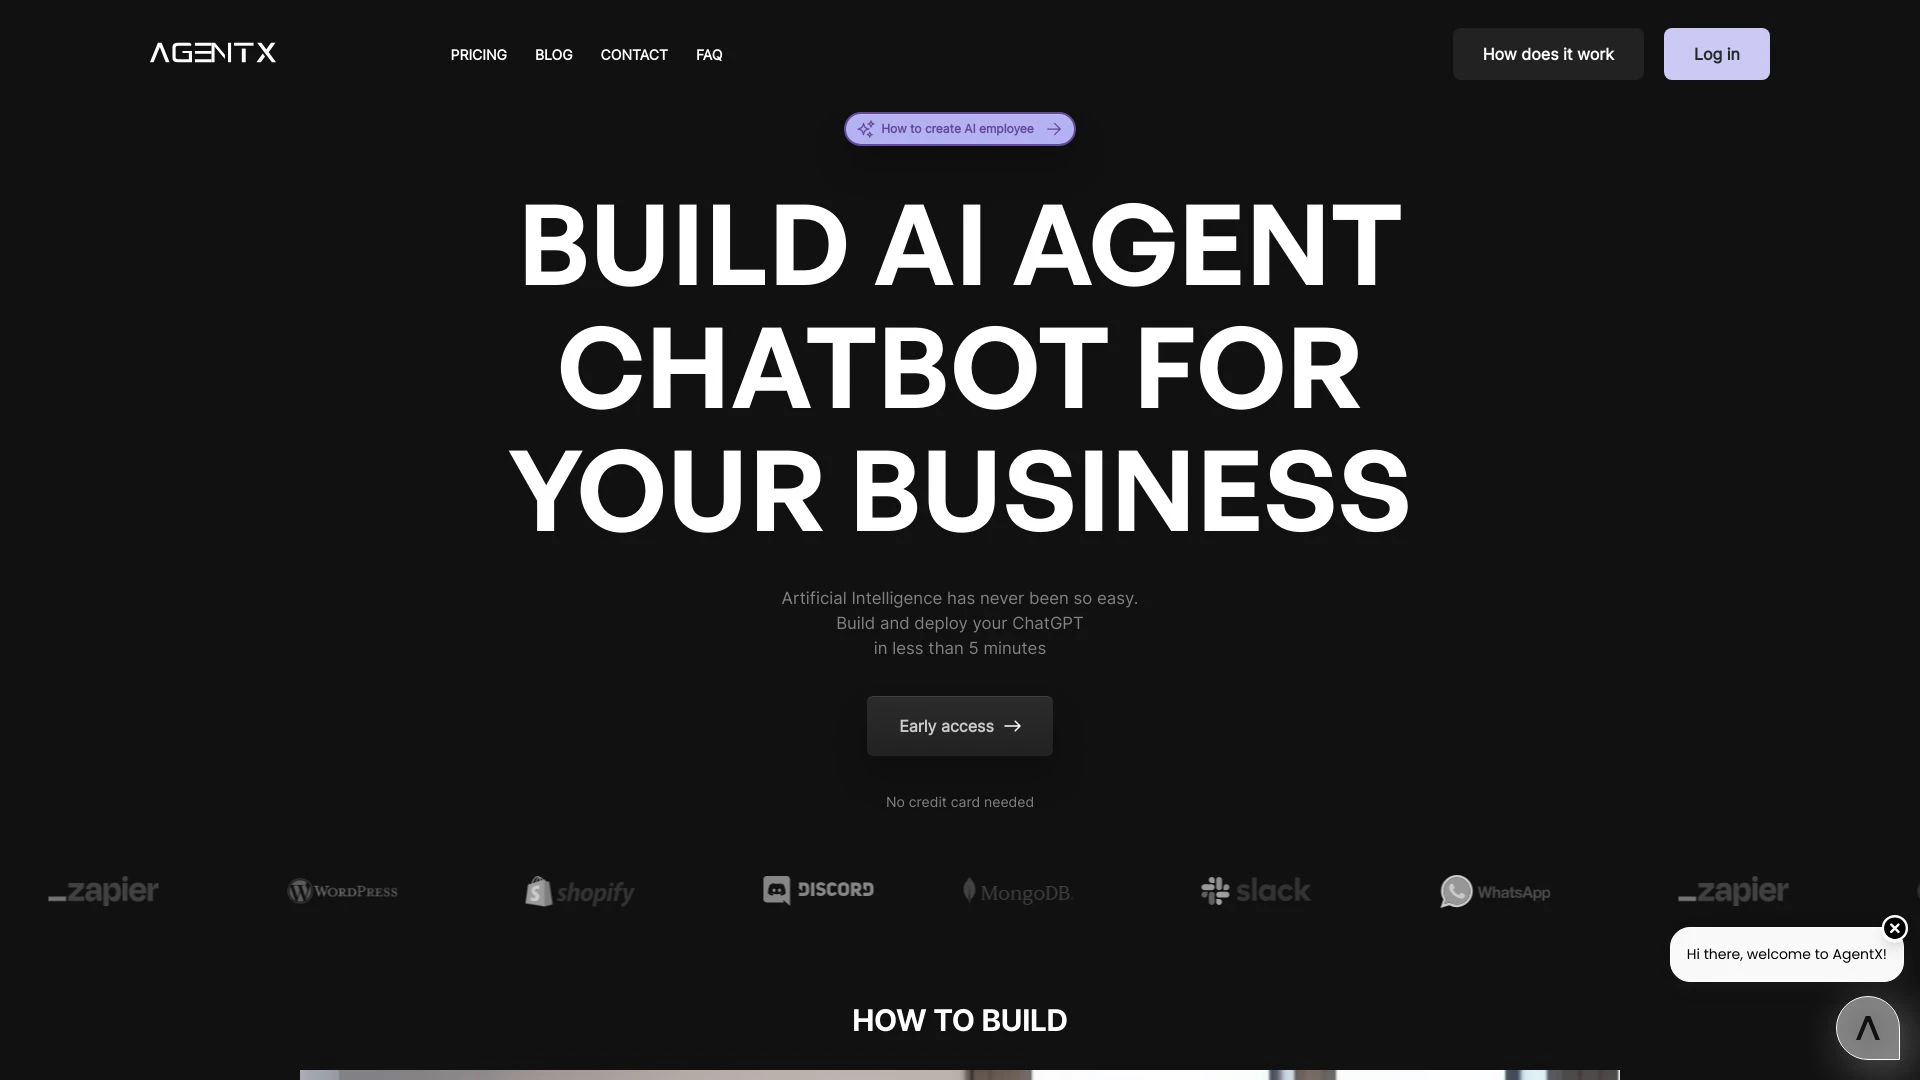 AGENTX
PRICING BLOG CONTACT FAQ
How does it work
Log in
How to create AI employee
BUILD AI AGENT
CHATBOT FOR
YOUR BUSINESS
Artificial Intelligence has never been so easy.
Build and deploy your ChatGPT
in less than 5 minutes
Early access
No credit card needed
_zapier WORDPRESS shopify DISCORD MongoDB. slack WhatsApp _zapier
Hi there, welcome to AgentX!
HOW TO BUILD